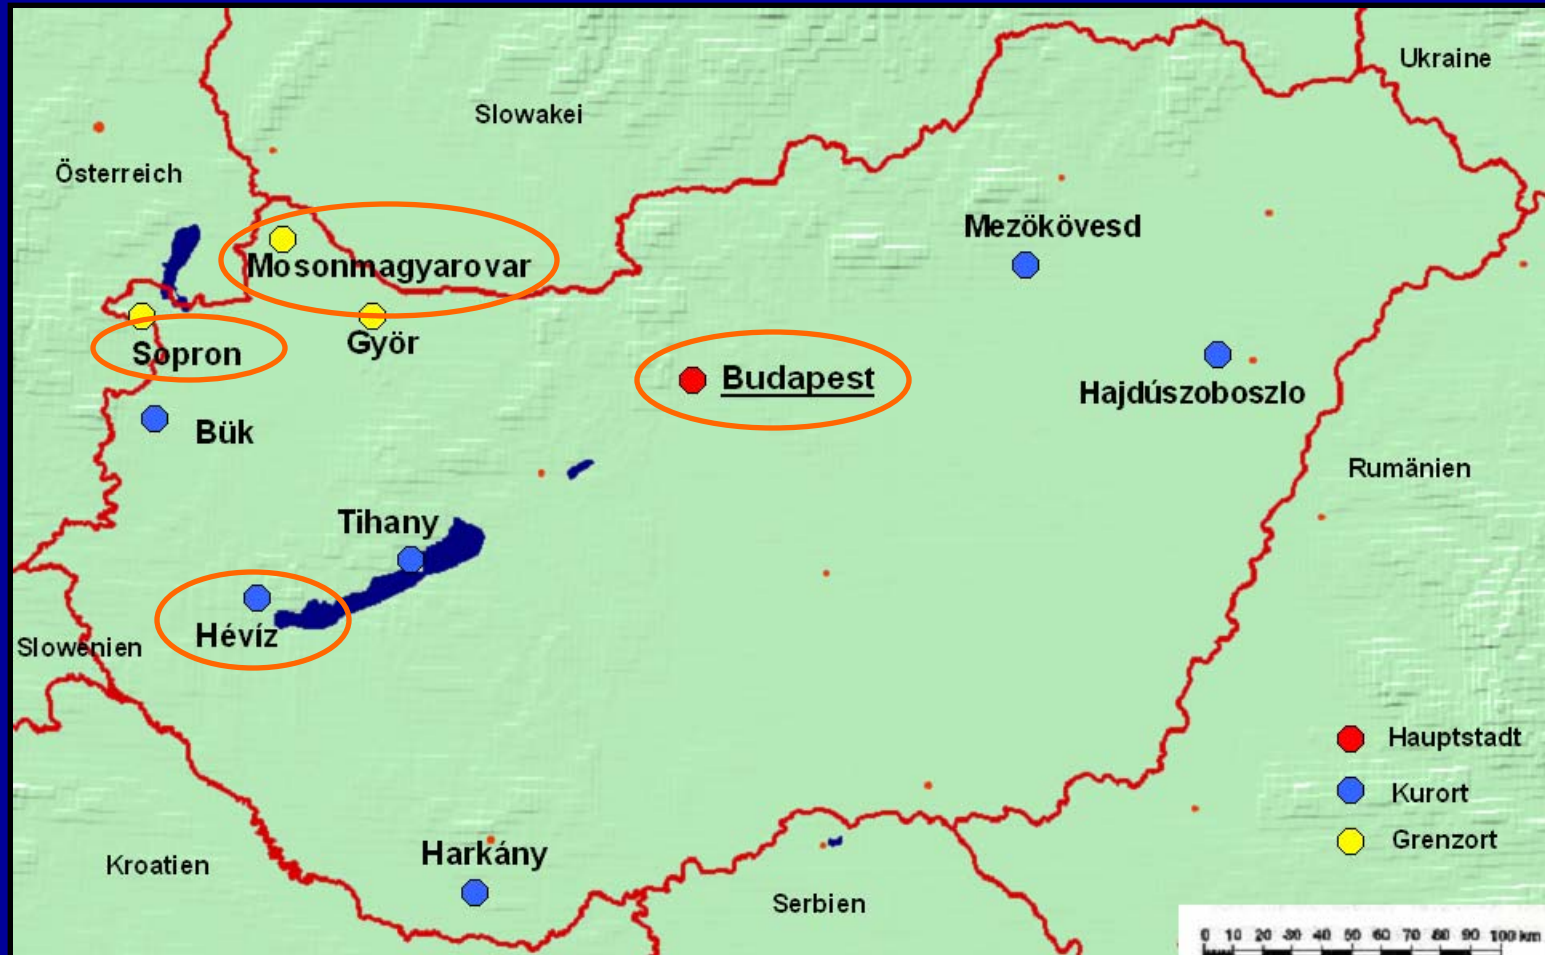 Ukraine
Slowakei
Österreich
Mezökövesd
Mosonmagyarovar
Györ
Sopron
Budapest
Hajdúszoboszlo
Bük
Rumänien
Tihany
Hévíz
Slowenien
Hauptstadt
Kurort
Grenzort
Harkány
Kroatien
Serbien
0 10 20 30 40 50 60 70 80 90 100 km